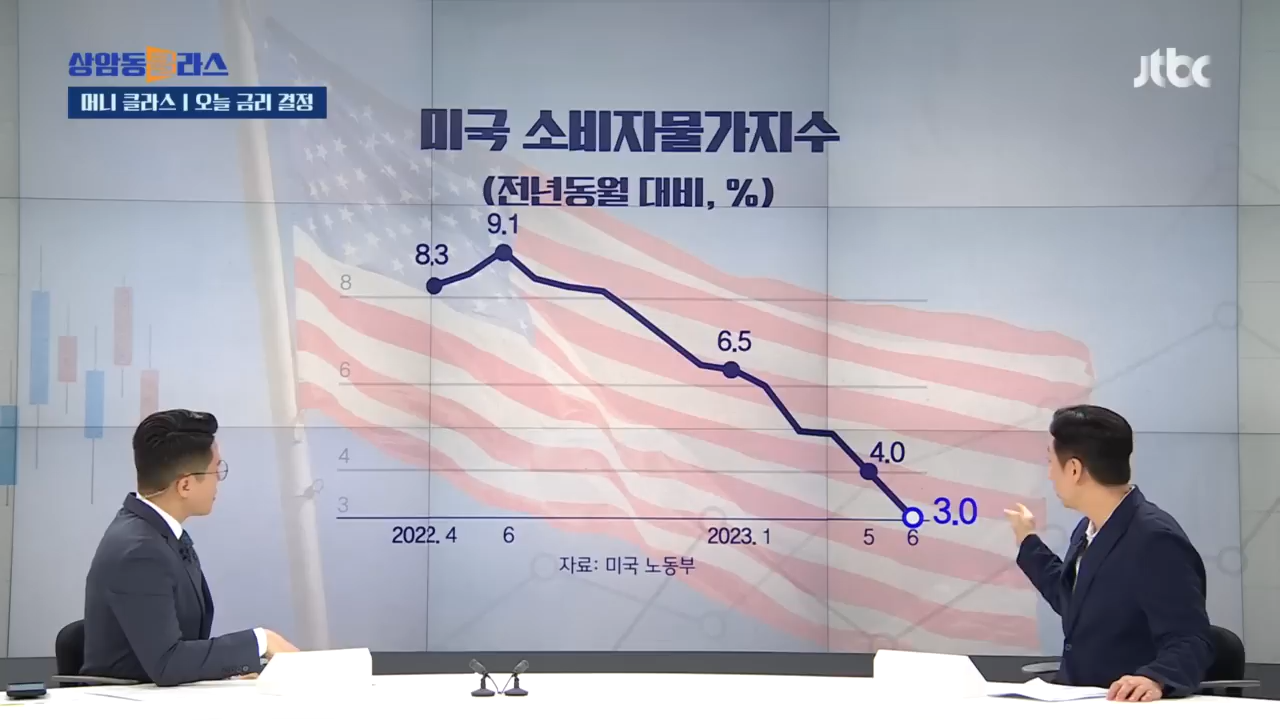 상암동클라스
jtbc
머니 클라스 | 오늘 금리 결정
미국 소비자물가지수
(전년동월 대비, %)
9.1
8.3
8
6.5
6
4.0
4
3
3.0
2022. 4 6 2023. 1 5 6
자료: 미국 노동부